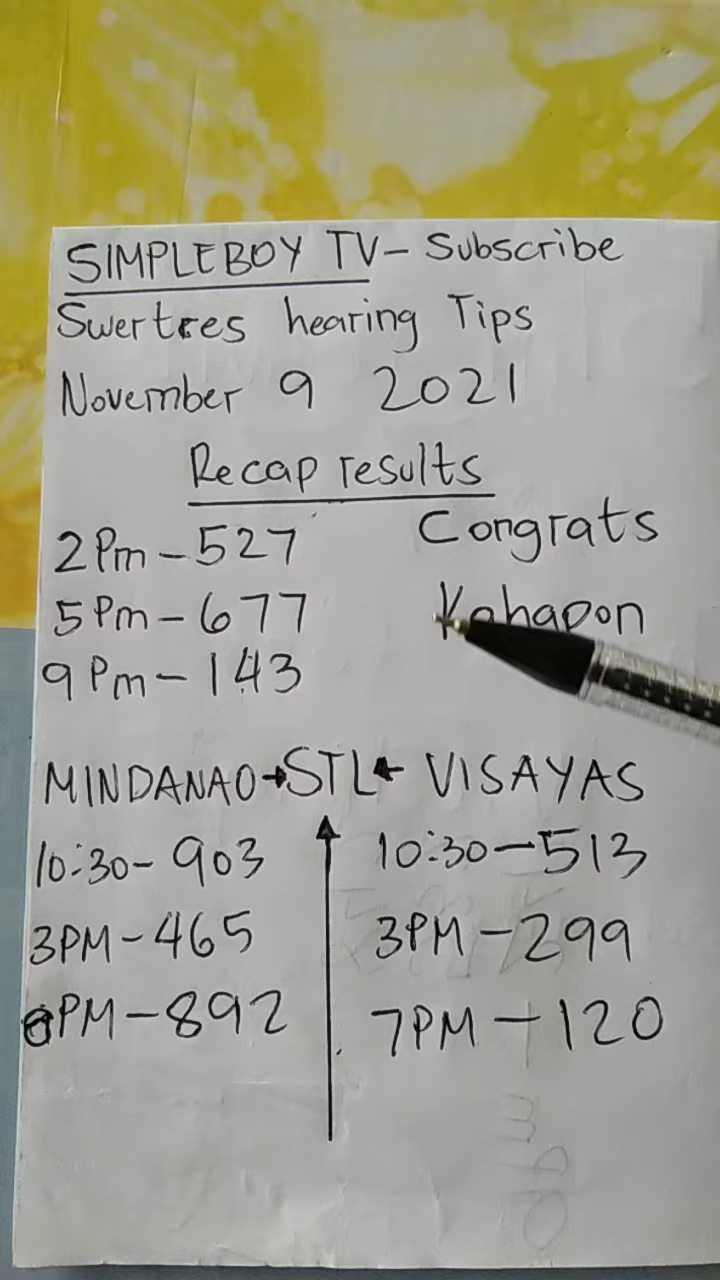 SIMPLEBOY TV- Subscribe
Swertres hearing Tips
November 9 2021
Recap results
2Pm-527 Congrats
5Pm-677 Kahapon
9Pm-143
MINDANAO→STL← VISAYAS
10:30-903 10:30-513
3PM-465 3PM-299
PM-892 7PM-120